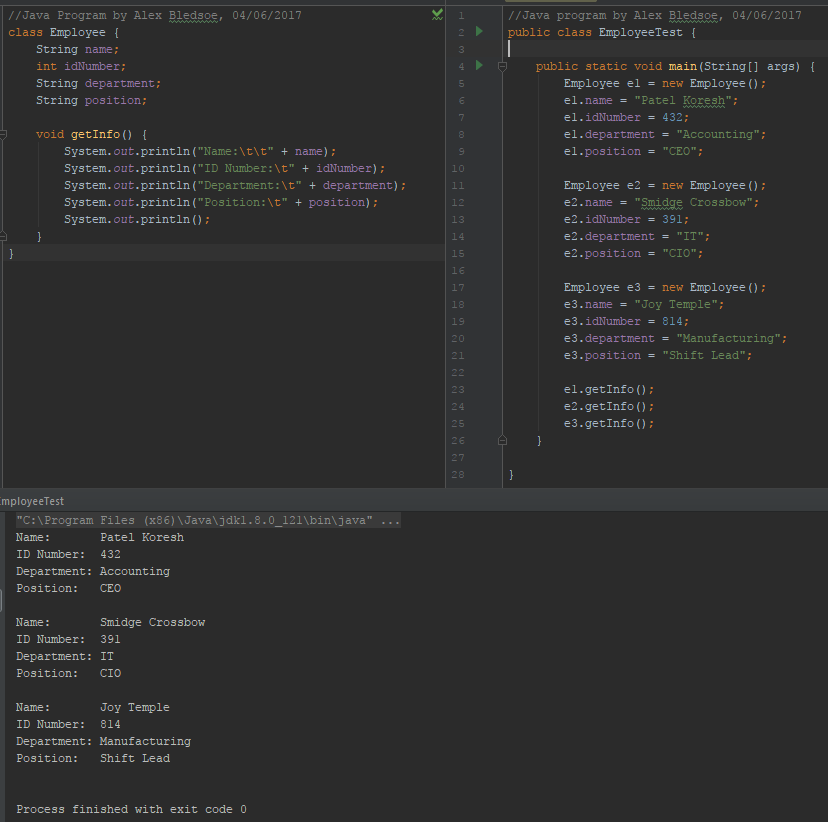 //Java Program by Alex Bledsoe, 04/06/2017
class Employee {
    String name;
    int idNumber;
    String department;
    String position;

    void getInfo() {
        System.out.println("Name:\t\t" + name);
        System.out.println("ID Number:\t" + idNumber);
        System.out.println("Department:\t" + department);
        System.out.println("Position:\t" + position);
        System.out.println();
    }
}
1 //Java program by Alex Bledsoe, 04/06/2017
2 public class EmployeeTest {
3
4     public static void main(String[] args) {
5         Employee e1 = new Employee();
6         e1.name = "Patel Koresh";
7         e1.idNumber = 432;
8         e1.department = "Accounting";
9         e1.position = "CEO";
10
11         Employee e2 = new Employee();
12         e2.name = "Smidge Crossbow";
13         e2.idNumber = 391;
14         e2.department = "IT";
15         e2.position = "CIO";
16
17         Employee e3 = new Employee();
18         e3.name = "Joy Temple";
19         e3.idNumber = 814;
20         e3.department = "Manufacturing";
21         e3.position = "Shift Lead";
22
23         e1.getInfo();
24         e2.getInfo();
25         e3.getInfo();
26     }
27
28 }
mployeeTest
"C:\Program Files (x86)\Java\jdk1.8.0_121\bin\java" ...
Name:       Patel Koresh
ID Number:  432
Department: Accounting
Position:   CEO

Name:       Smidge Crossbow
ID Number:  391
Department: IT
Position:   CIO

Name:       Joy Temple
ID Number:  814
Department: Manufacturing
Position:   Shift Lead

Process finished with exit code 0